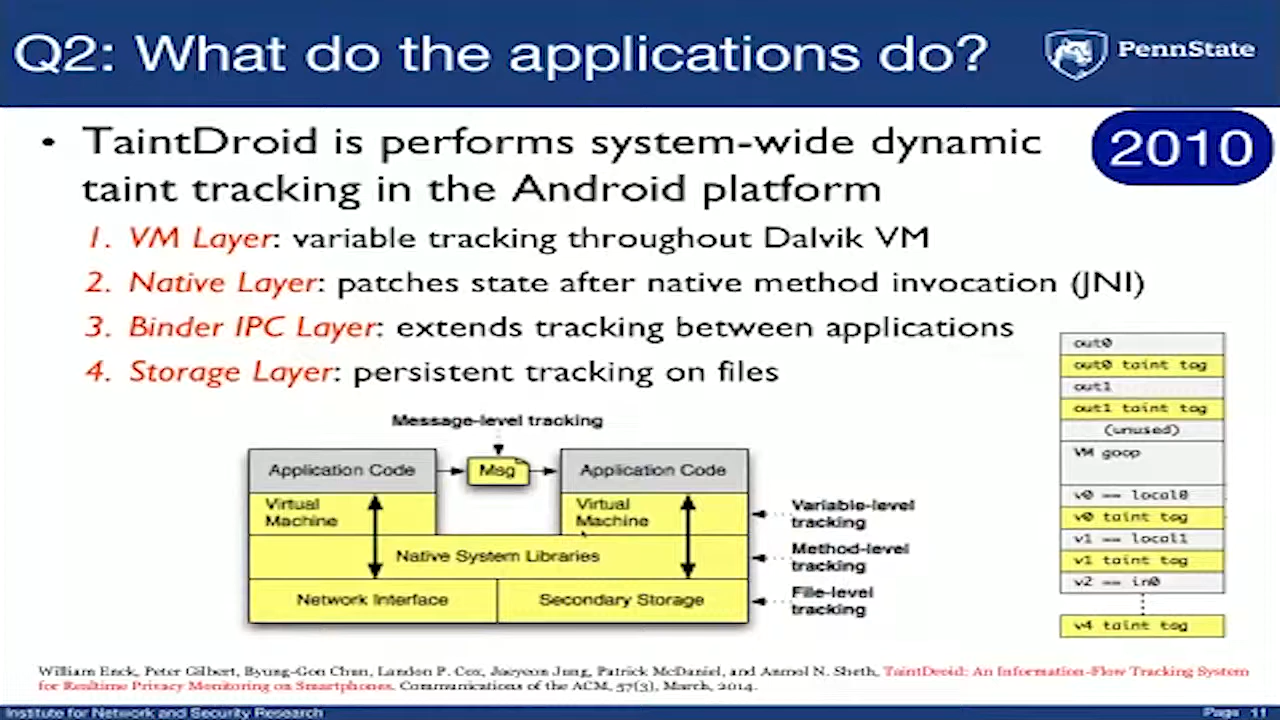 Q2: What do the applications do?
PennState
2010
• TaintDroid is performs system-wide dynamic
taint tracking in the Android platform
1. VM Layer: variable tracking throughout Dalvik VM
2. Native Layer: patches state after native method invocation (JNI)
3. Binder IPC Layer: extends tracking between applications
4. Storage Layer: persistent tracking on files
Message-level tracking
Application Code
Msg
Application Code
Virtual
Machine
Virtual
Machine
Native System Libraries
Network Interface
Secondary Storage
Variable-level
tracking
Method-level
tracking
File-level
tracking
out0
out0 taint tag
out1
out1 taint tag
(unused)
VM goop
v0 == local0
v0 taint tag
v1 == local1
v1 taint tag
v2 == in0
v4 taint tag
William Enck, Peter Gilbert, Byung-Gon Chun, Landon P. Cox, Jaeyeon Jung, Patrick McDaniel, and Anmol N. Sheth, TaintDroid: An Information-Flow Tracking System
for Realtime Privacy Monitoring on Smartphones. Communications of the ACM, 57(3), March, 2014.
Institute for Network and Security Research
Page 11